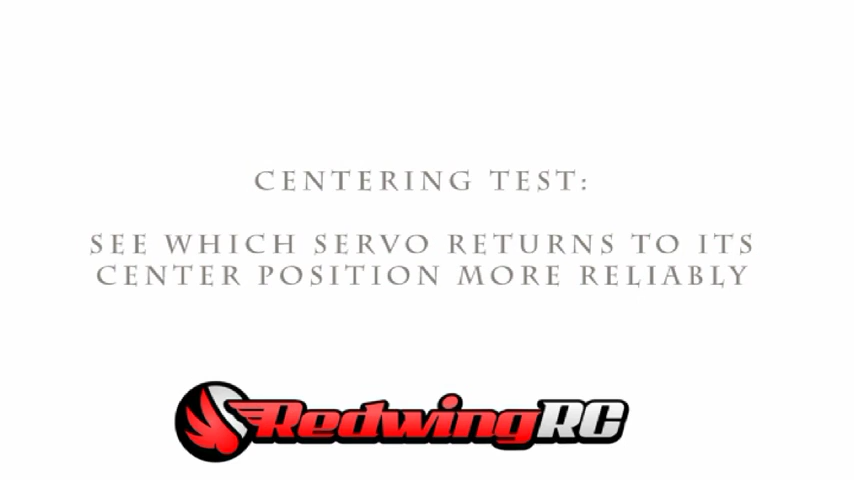 CENTERING TEST:
SEE WHICH SERVO RETURNS TO ITS
CENTER POSITION MORE RELIABLY
RedwingRC